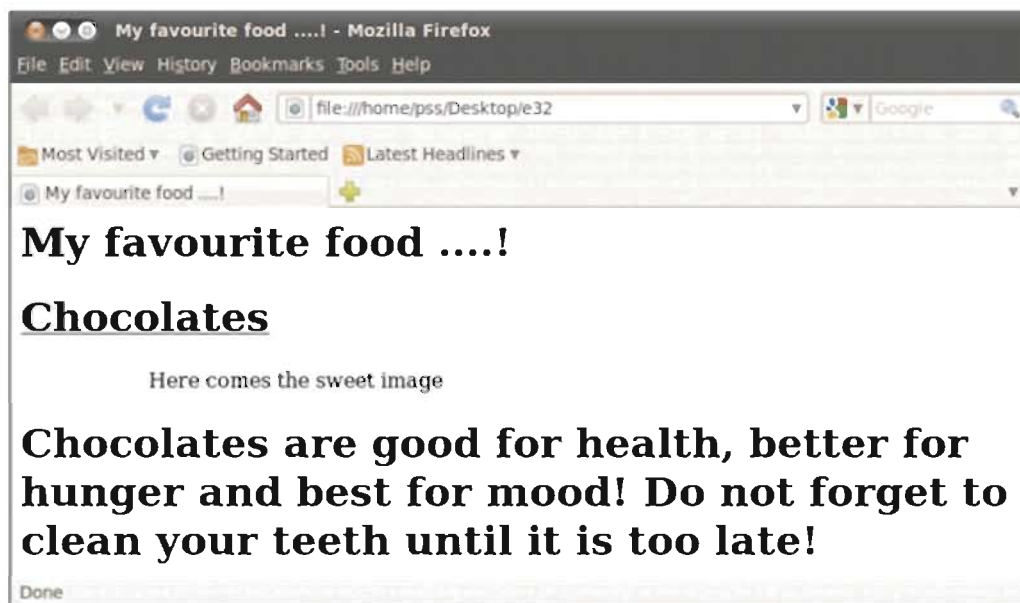 My favourite food ....! - Mozilla Firefox
File Edit View History Bookmarks Tools Help
file:///home/pss/Desktop/e32 Google
Most Visited Getting Started Latest Headlines
My favourite food ....!
My favourite food ....!
Chocolates
Here comes the sweet image
Chocolates are good for health, better for
hunger and best for mood! Do not forget to
clean your teeth until it is too late!
Done